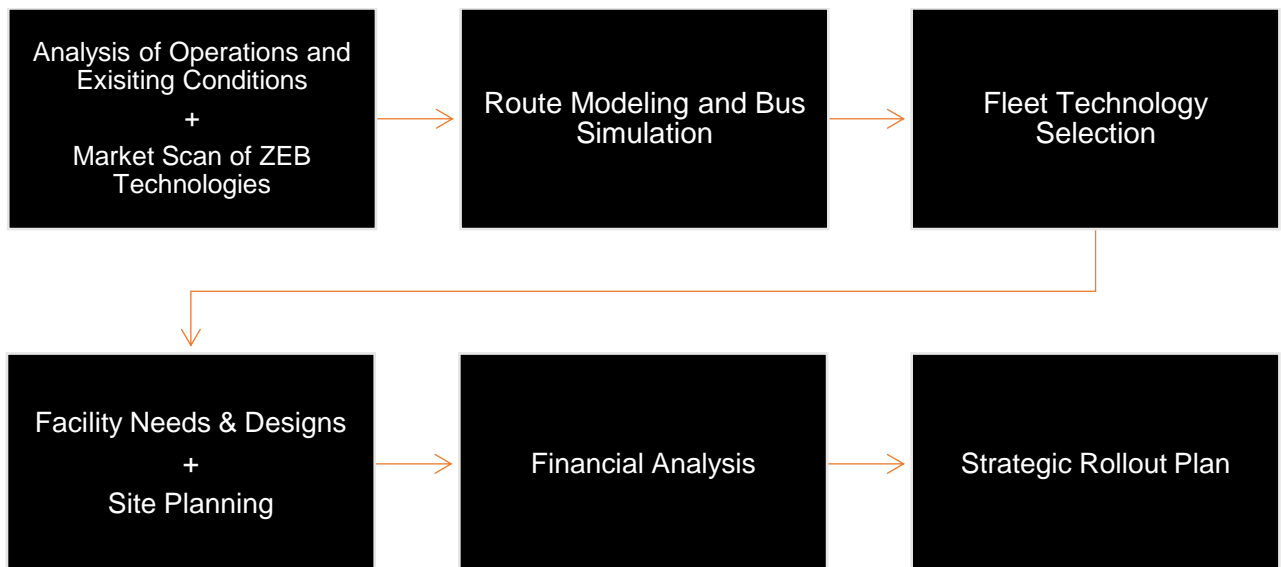 Analysis of Operations and
Exisiting Conditions
+
Market Scan of ZEB
Technologies
Route Modeling and Bus
Simulation
Fleet Technology
Selection
Facility Needs & Designs
+
Site Planning
Financial Analysis
Strategic Rollout Plan